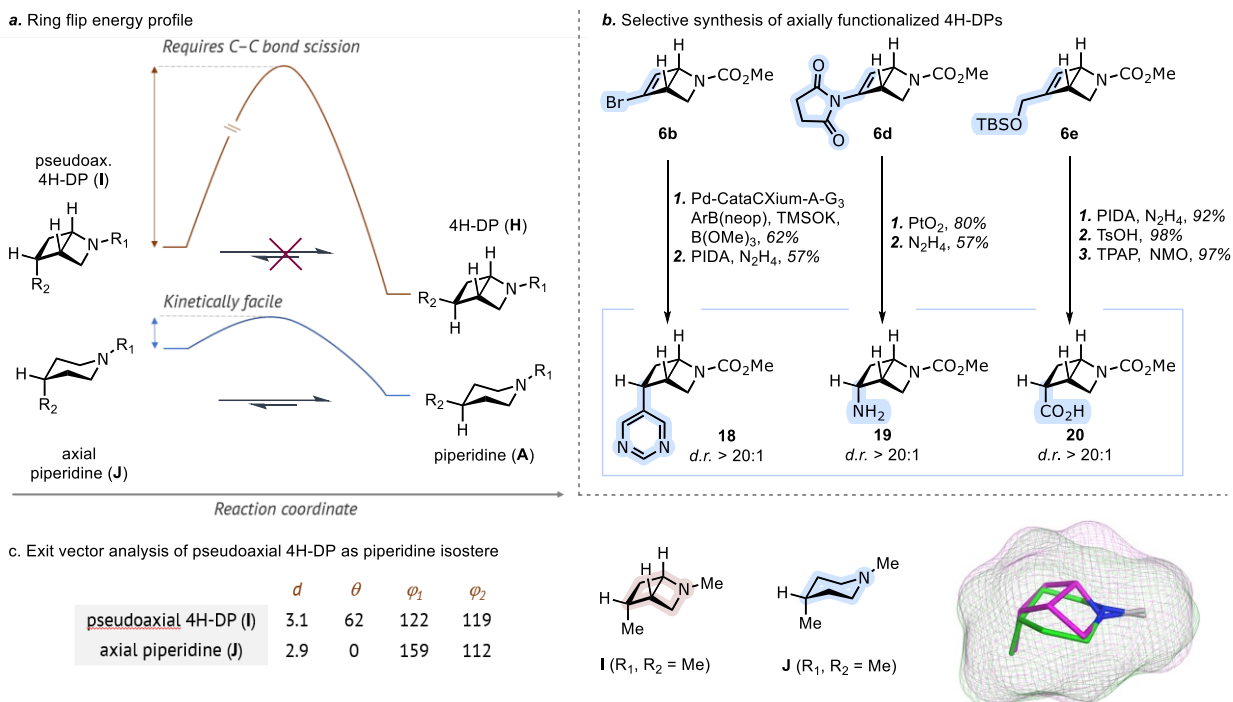 a. Ring flip energy profile
Requires C–C bond scission
pseudoax.
4H-DP (I)
H
H
N
R1
H
R2
4H-DP (H)
H
H
N
R1
R2
H
Kinetically facile
N
R1
H
R2
axial
piperidine (J)
N
R1
R2
H
piperidine (A)
Reaction coordinate
b. Selective synthesis of axially functionalized 4H-DPs
H
H
N
CO2Me
Br
6b
O
N
O
H
H
N
CO2Me
6d
H
H
N
CO2Me
TBSO
6e
1. Pd-CataCXium-A-G3
ArB(neop), TMSOK,
B(OMe)3, 62%
2. PIDA, N2H4, 57%
1. PtO2, 80%
2. N2H4, 57%
1. PIDA, N2H4, 92%
2. TsOH, 98%
3. TPAP, NMO, 97%
H
H
N
CO2Me
H
N
N
18
d.r. > 20:1
H
H
N
CO2Me
H
NH2
19
d.r. > 20:1
H
H
N
CO2Me
H
CO2H
20
d.r. > 20:1
c. Exit vector analysis of pseudoaxial 4H-DP as piperidine isostere
d θ φ1 φ2
pseudoaxial 4H-DP (I) 3.1 62 122 119
axial piperidine (J) 2.9 0 159 112
H
H
N
Me
H
Me
I (R1, R2 = Me)
N
Me
H
Me
J (R1, R2 = Me)